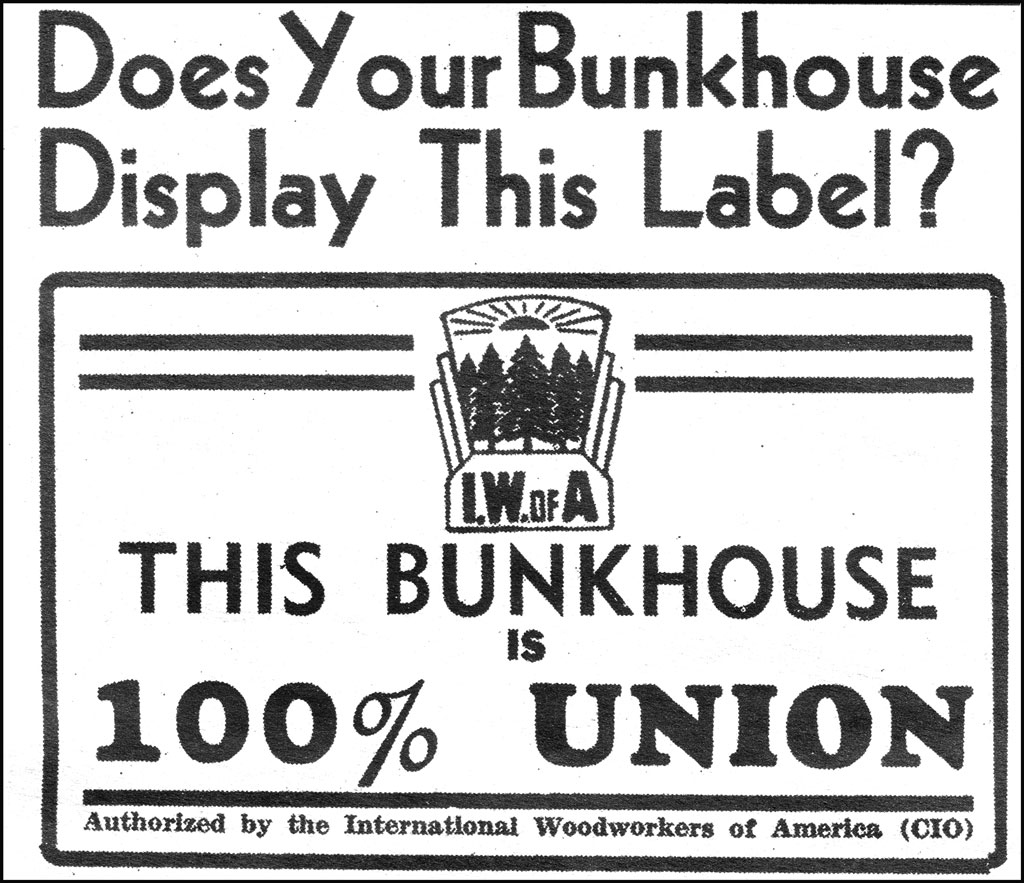 Does Your Bunkhouse
Display This Label?
I.W. OF A
THIS BUNKHOUSE
IS
100% UNION
Authorized by the International Woodworkers of America (CIO)